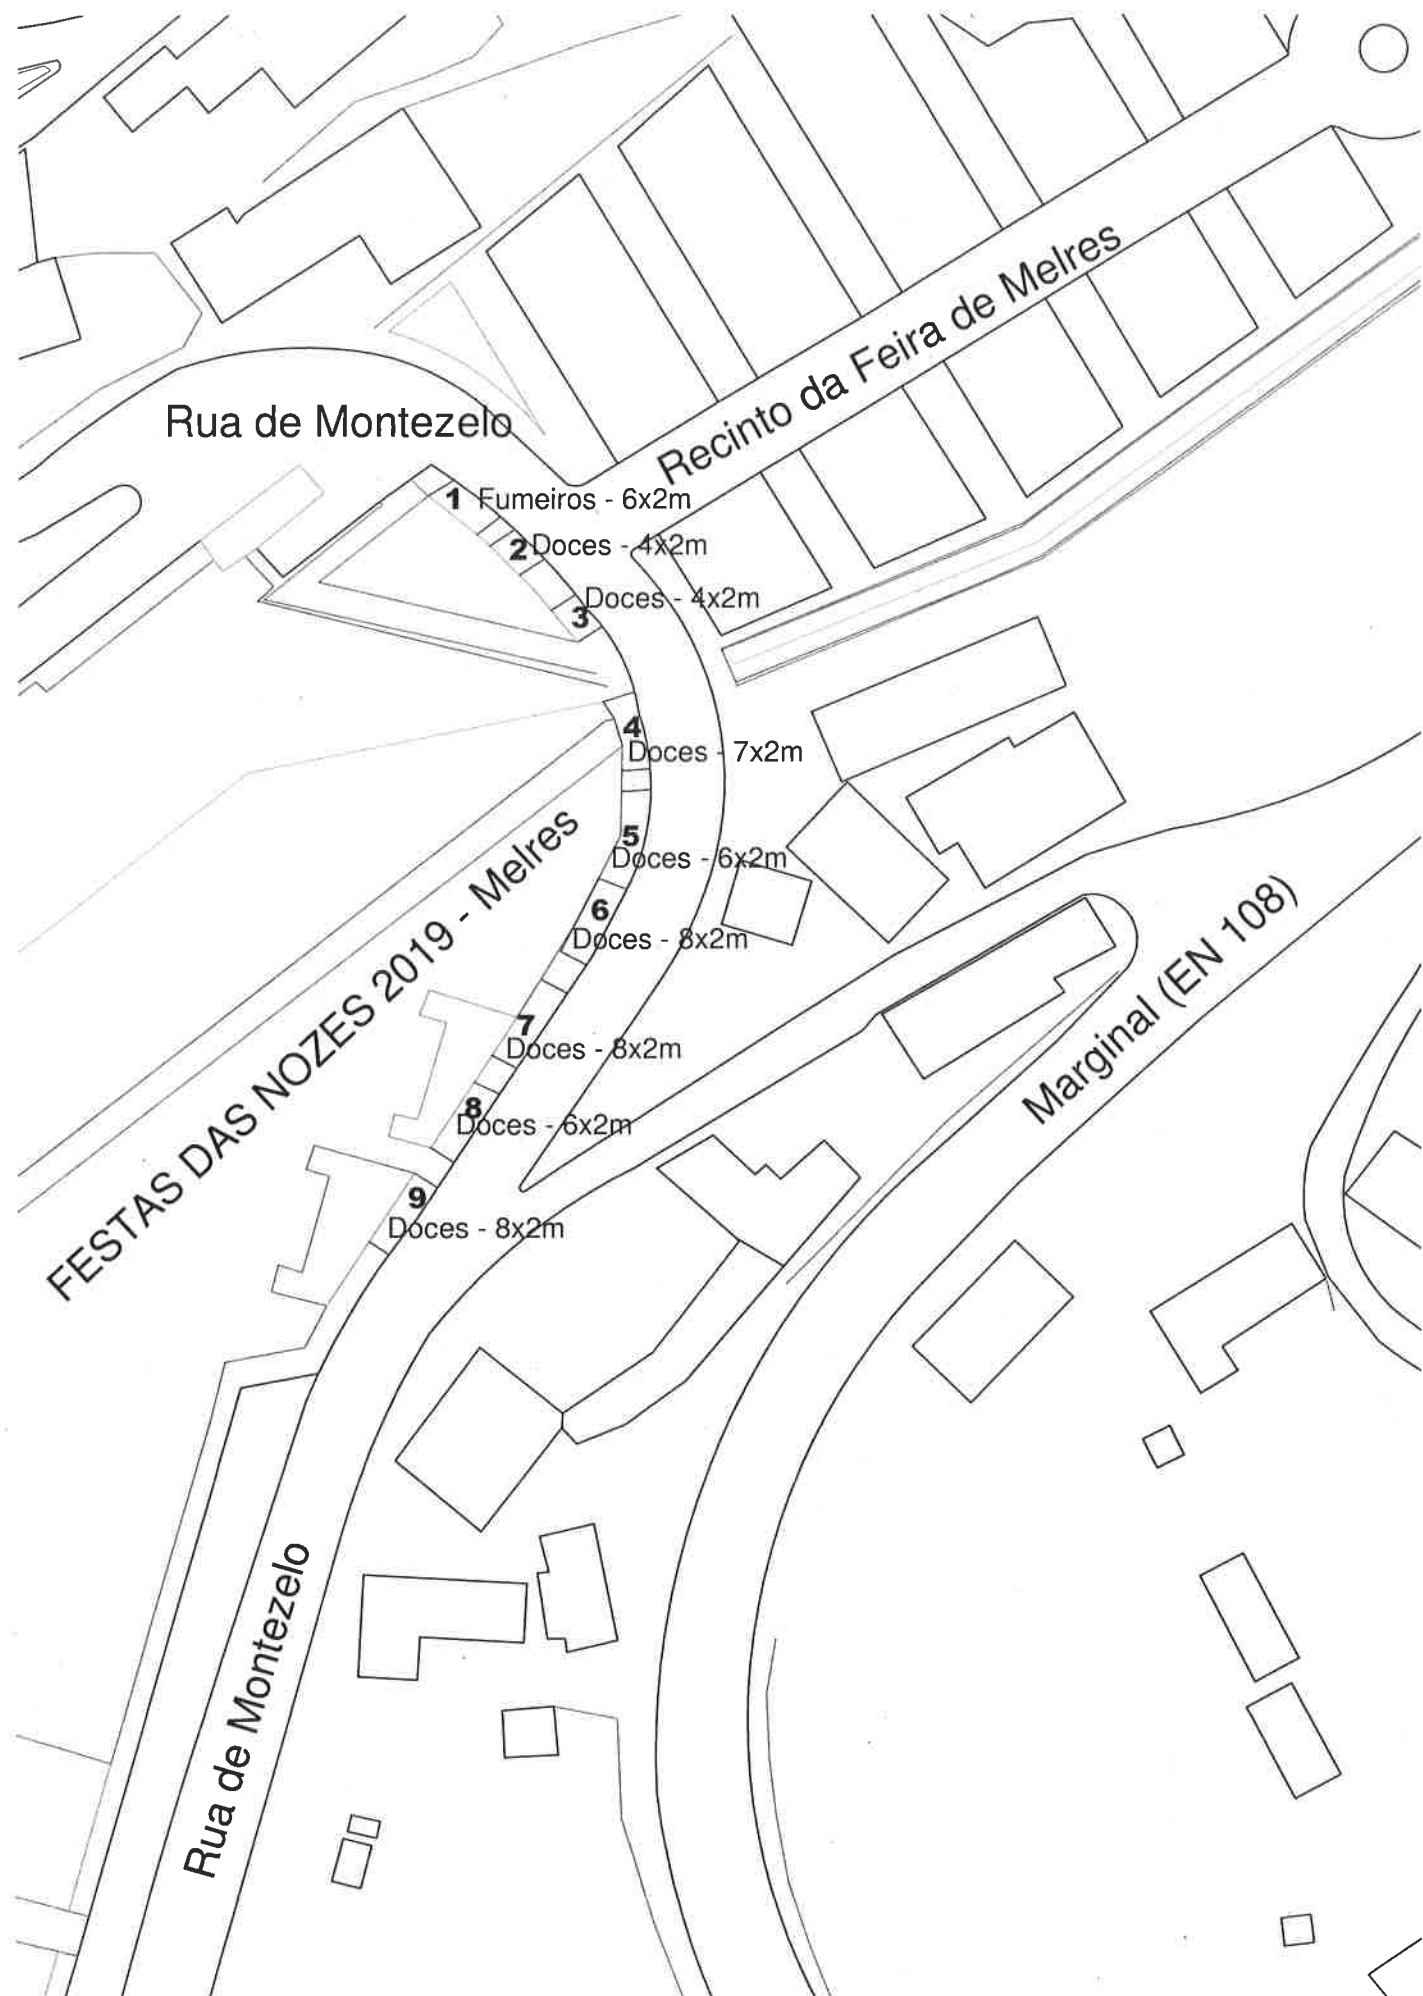 Recinto da Feira de Melres
Rua de Montezelo
1 Fumeiros - 6x2m
2 Doces - 4x2m
Doces - 4x2m
3
4
Doces - 7x2m
5
Doces - 6x2m
6
Doces - 8x2m
7
Doces - 8x2m
8
Doces - 6x2m
9
Doces - 8x2m
FESTAS DAS NOZES 2019 - Melres
Marginal (EN 108)
Rua de Montezelo